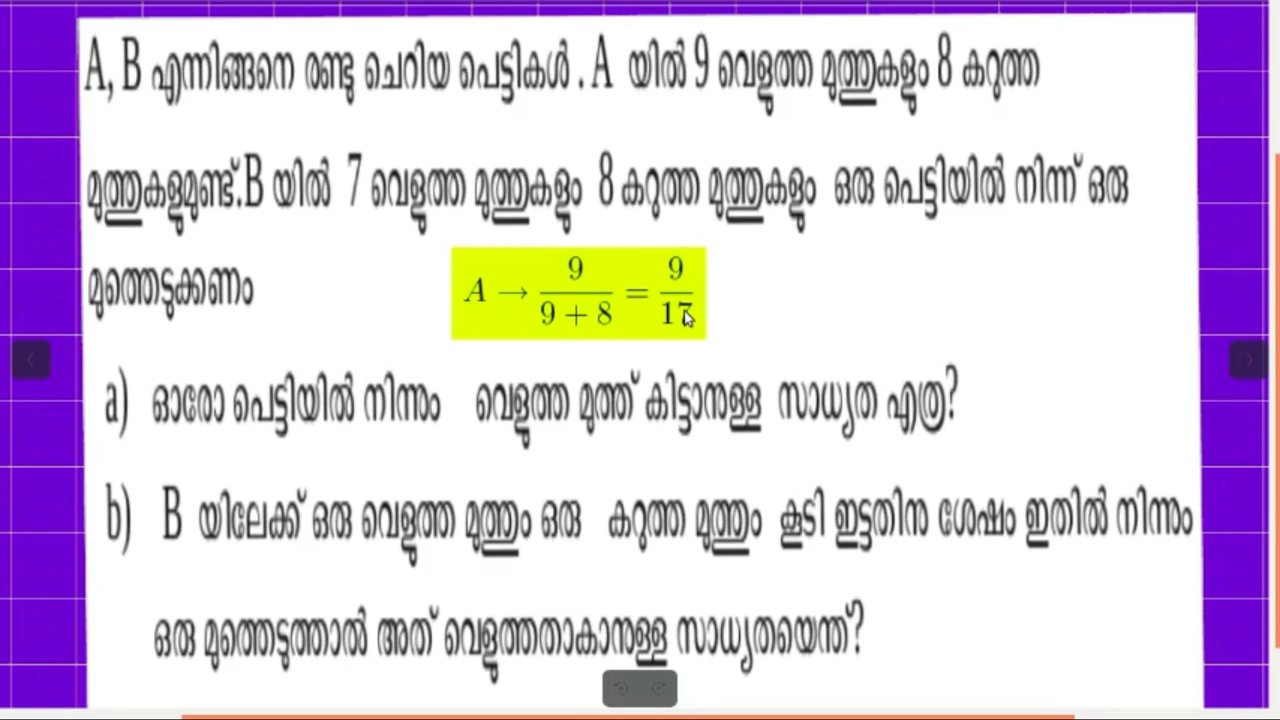 A, B എന്നിങ്ങനെ രണ്ടു ചെറിയ പെട്ടികൾ . A യിൽ 9 വെളുത്ത മുത്തുകളും 8 കറുത്ത
മുത്തുകളുമുണ്ട്.B യിൽ 7 വെളുത്ത മുത്തുകളും 8 കറുത്ത മുത്തുകളും ഒരു പെട്ടിയിൽ നിന്ന് ഒരു
മുത്തെടുക്കണം
A → 9/(9 + 8) = 9/17
a) ഓരോ പെട്ടിയിൽ നിന്നും വെളുത്ത മുത്ത് കിട്ടാനുള്ള സാധ്യത എത്ര?
b) B യിലേക്ക് ഒരു വെളുത്ത മുത്തും ഒരു കറുത്ത മുത്തും കൂടി ഇട്ടതിനു ശേഷം ഇതിൽ നിന്നും
ഒരു മുത്തെടുത്താൽ അത് വെളുത്തതാകാനുള്ള സാധ്യതയെന്ത്?